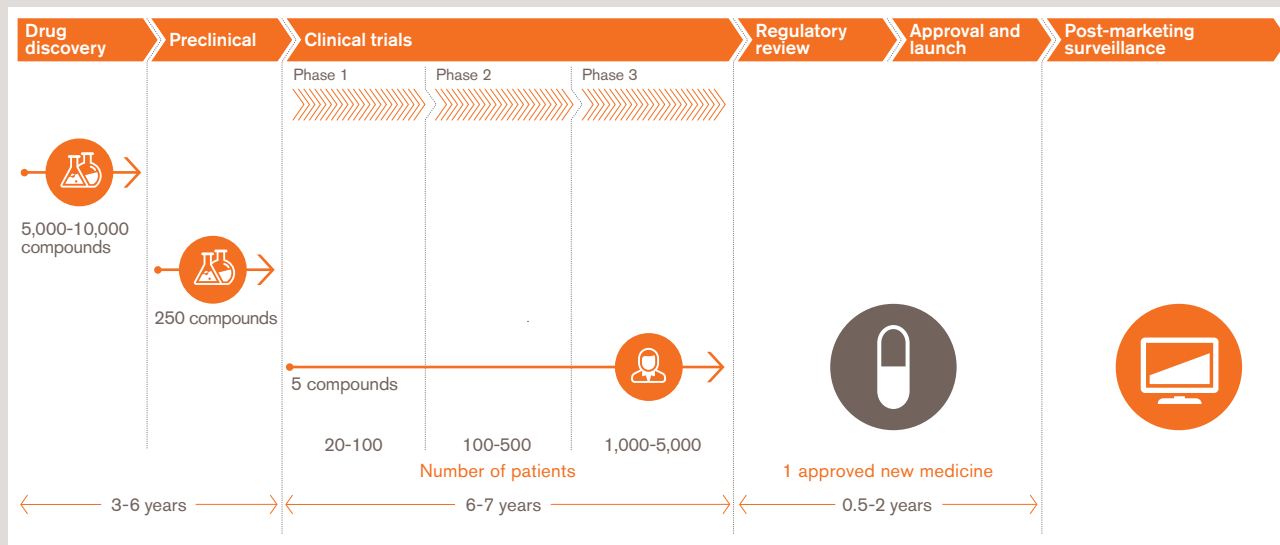 Drug
discovery
Preclinical
Clinical trials
Regulatory
review
Approval and
launch
Post-marketing
surveillance
Phase 1
Phase 2
Phase 3
5,000-10,000
compounds
250 compounds
5 compounds
20-100
100-500
1,000-5,000
Number of patients
1 approved new medicine
3-6 years
6-7 years
0.5-2 years